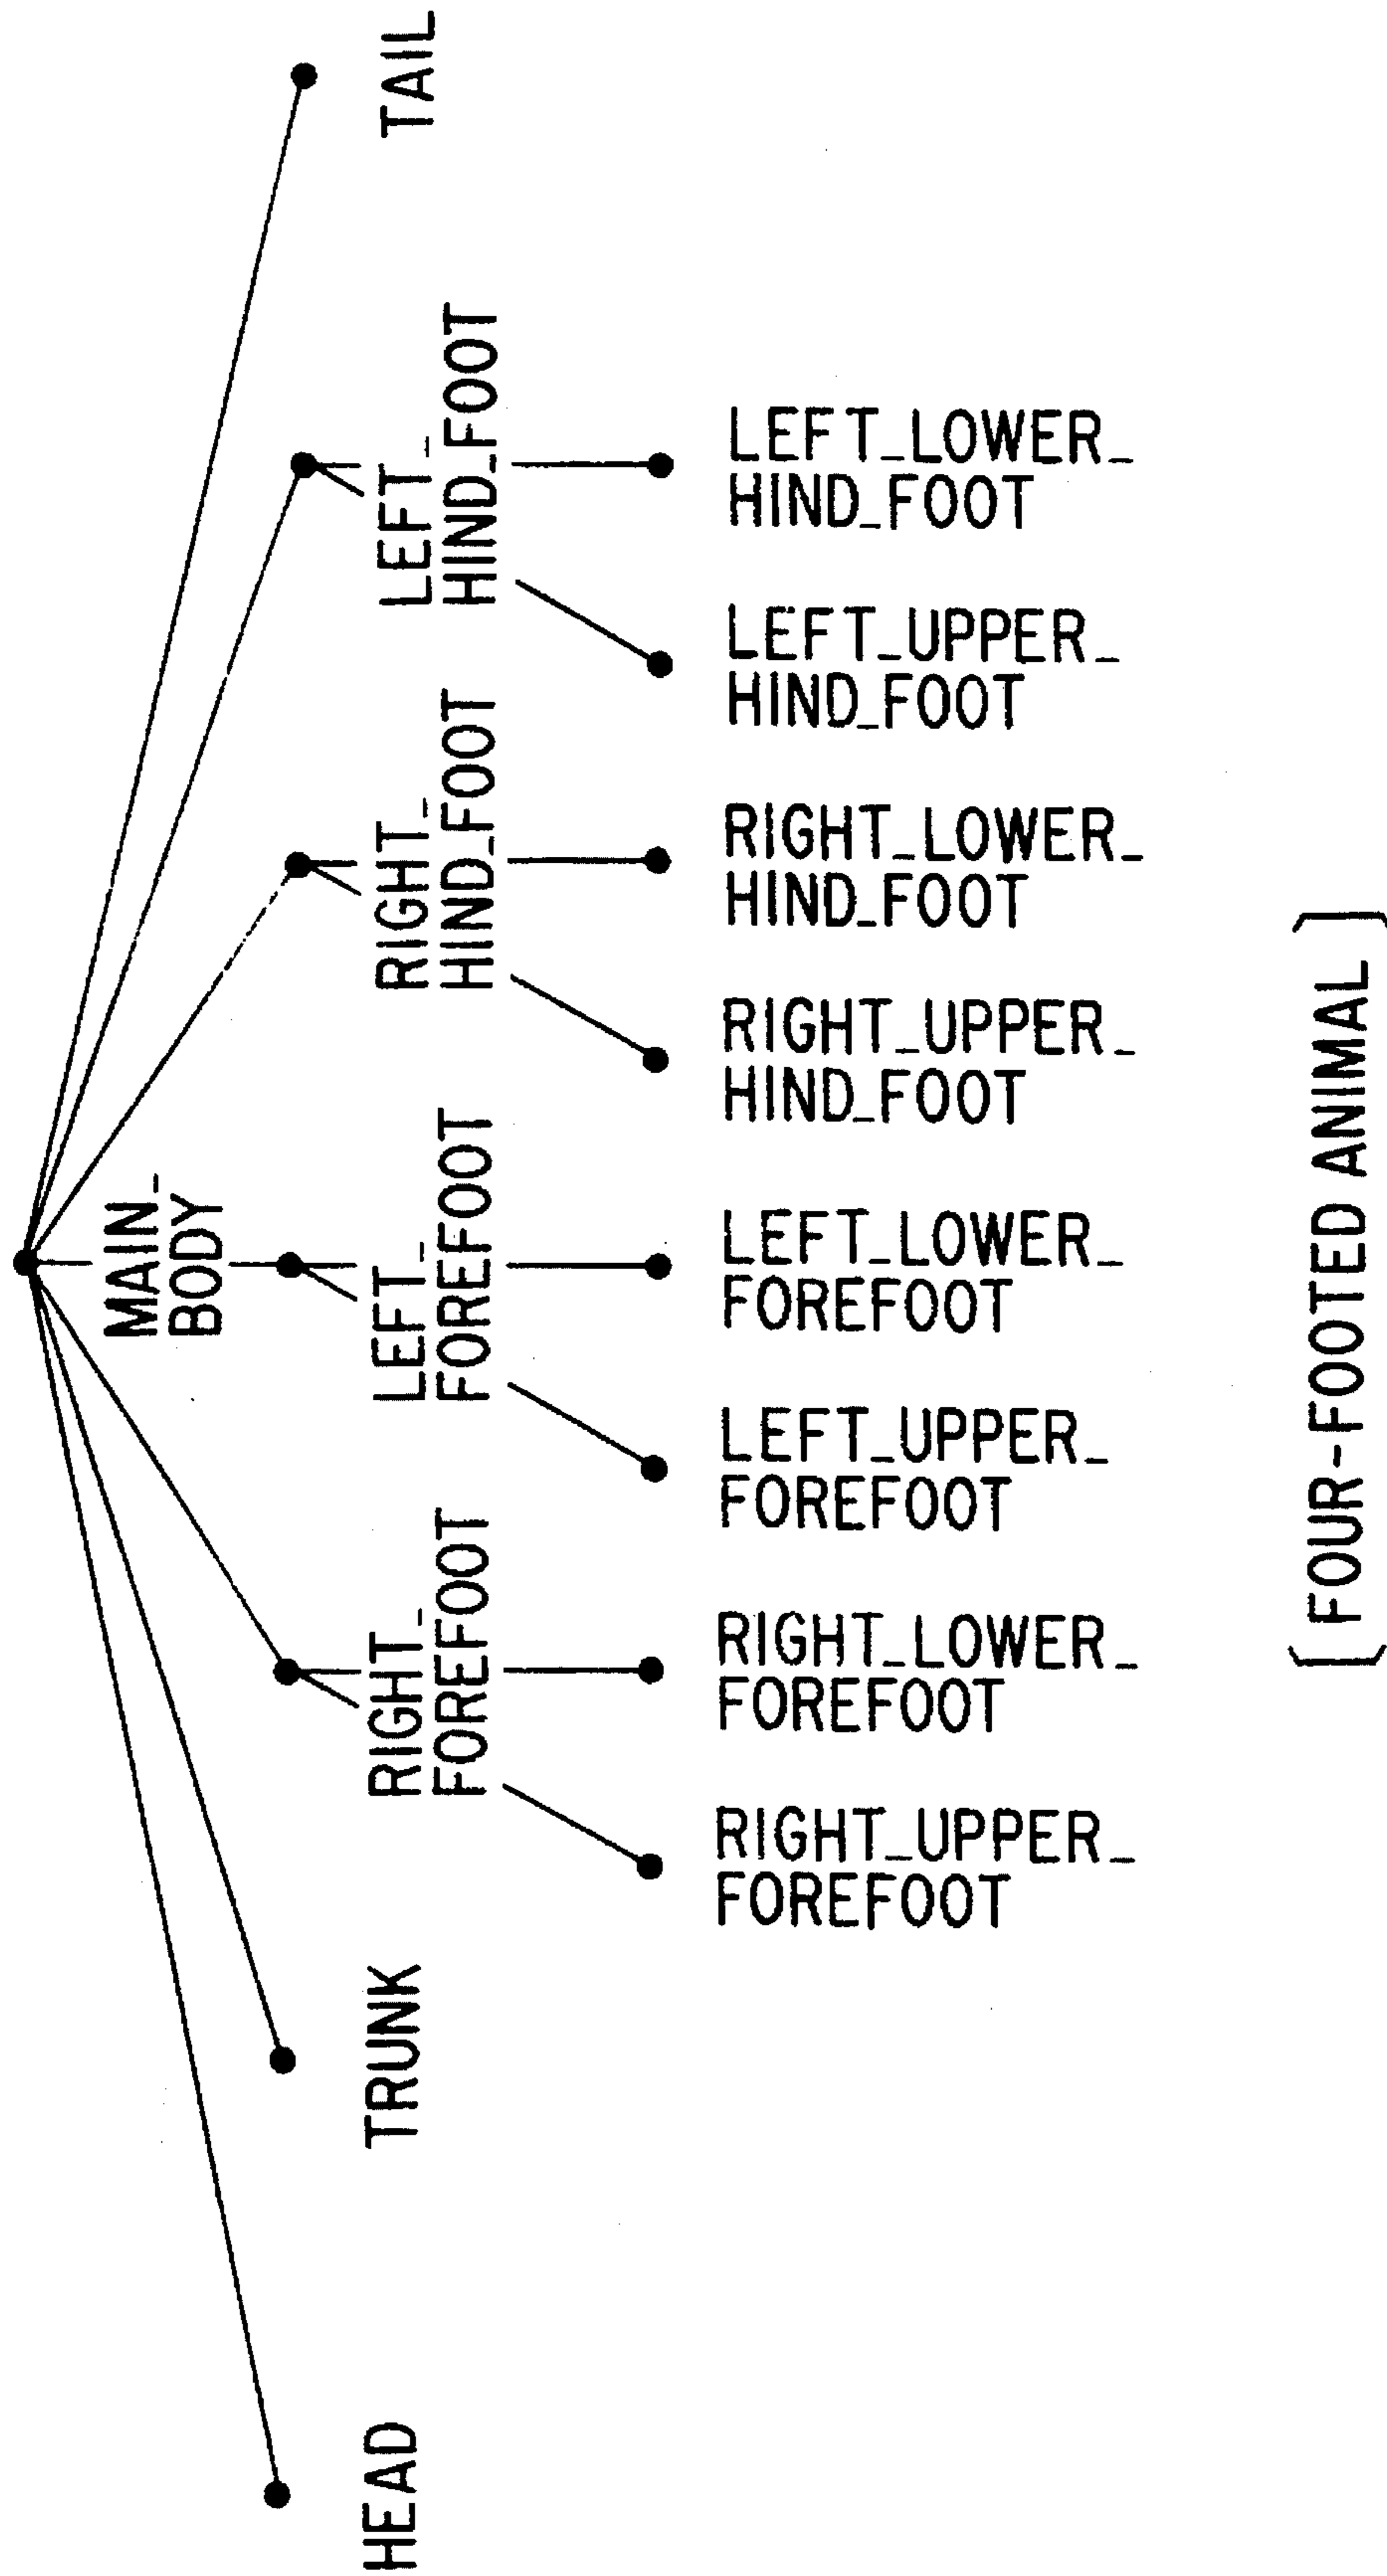 MAIN_
BODY
HEAD
TRUNK
RIGHT_
FOREFOOT
LEFT_
FOREFOOT
RIGHT_
HIND_FOOT
LEFT_
HIND_FOOT
TAIL
RIGHT_UPPER_
FOREFOOT
RIGHT_LOWER_
FOREFOOT
LEFT_UPPER_
FOREFOOT
LEFT_LOWER_
FOREFOOT
RIGHT_UPPER_
HIND_FOOT
RIGHT_LOWER_
HIND_FOOT
LEFT_UPPER_
HIND_FOOT
LEFT_LOWER_
HIND_FOOT
[FOUR-FOOTED ANIMAL]